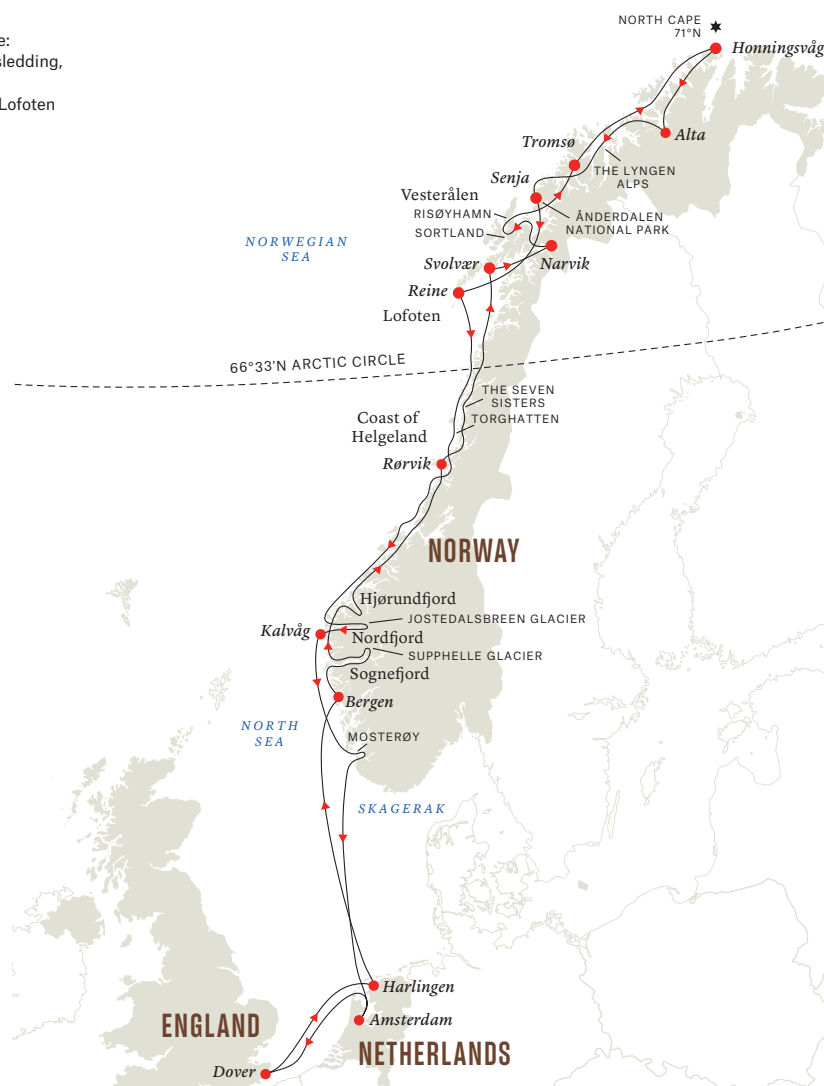 e:
sledding,
Lofoten
NORTH CAPE
71°N
Honningsvåg
Alta
Tromsø
THE LYNGEN
ALPS
Senja
Vesterålen
RISØYHAMN
SORTLAND
ÅNDERDALEN
NATIONAL PARK
NORWEGIAN
SEA
Svolvær
Narvik
Reine
Lofoten
66°33'N ARCTIC CIRCLE
THE SEVEN
SISTERS
TORGHATTEN
Coast of
Helgeland
Rørvik
NORWAY
Hjørundfjord
JOSTEDALSBREEN GLACIER
Kalvåg
Nordfjord
SUPPHELLE GLACIER
Sognefjord
Bergen
NORTH
SEA
MOSTERØY
SKAGERAK
Harlingen
ENGLAND
Amsterdam
NETHERLANDS
Dover